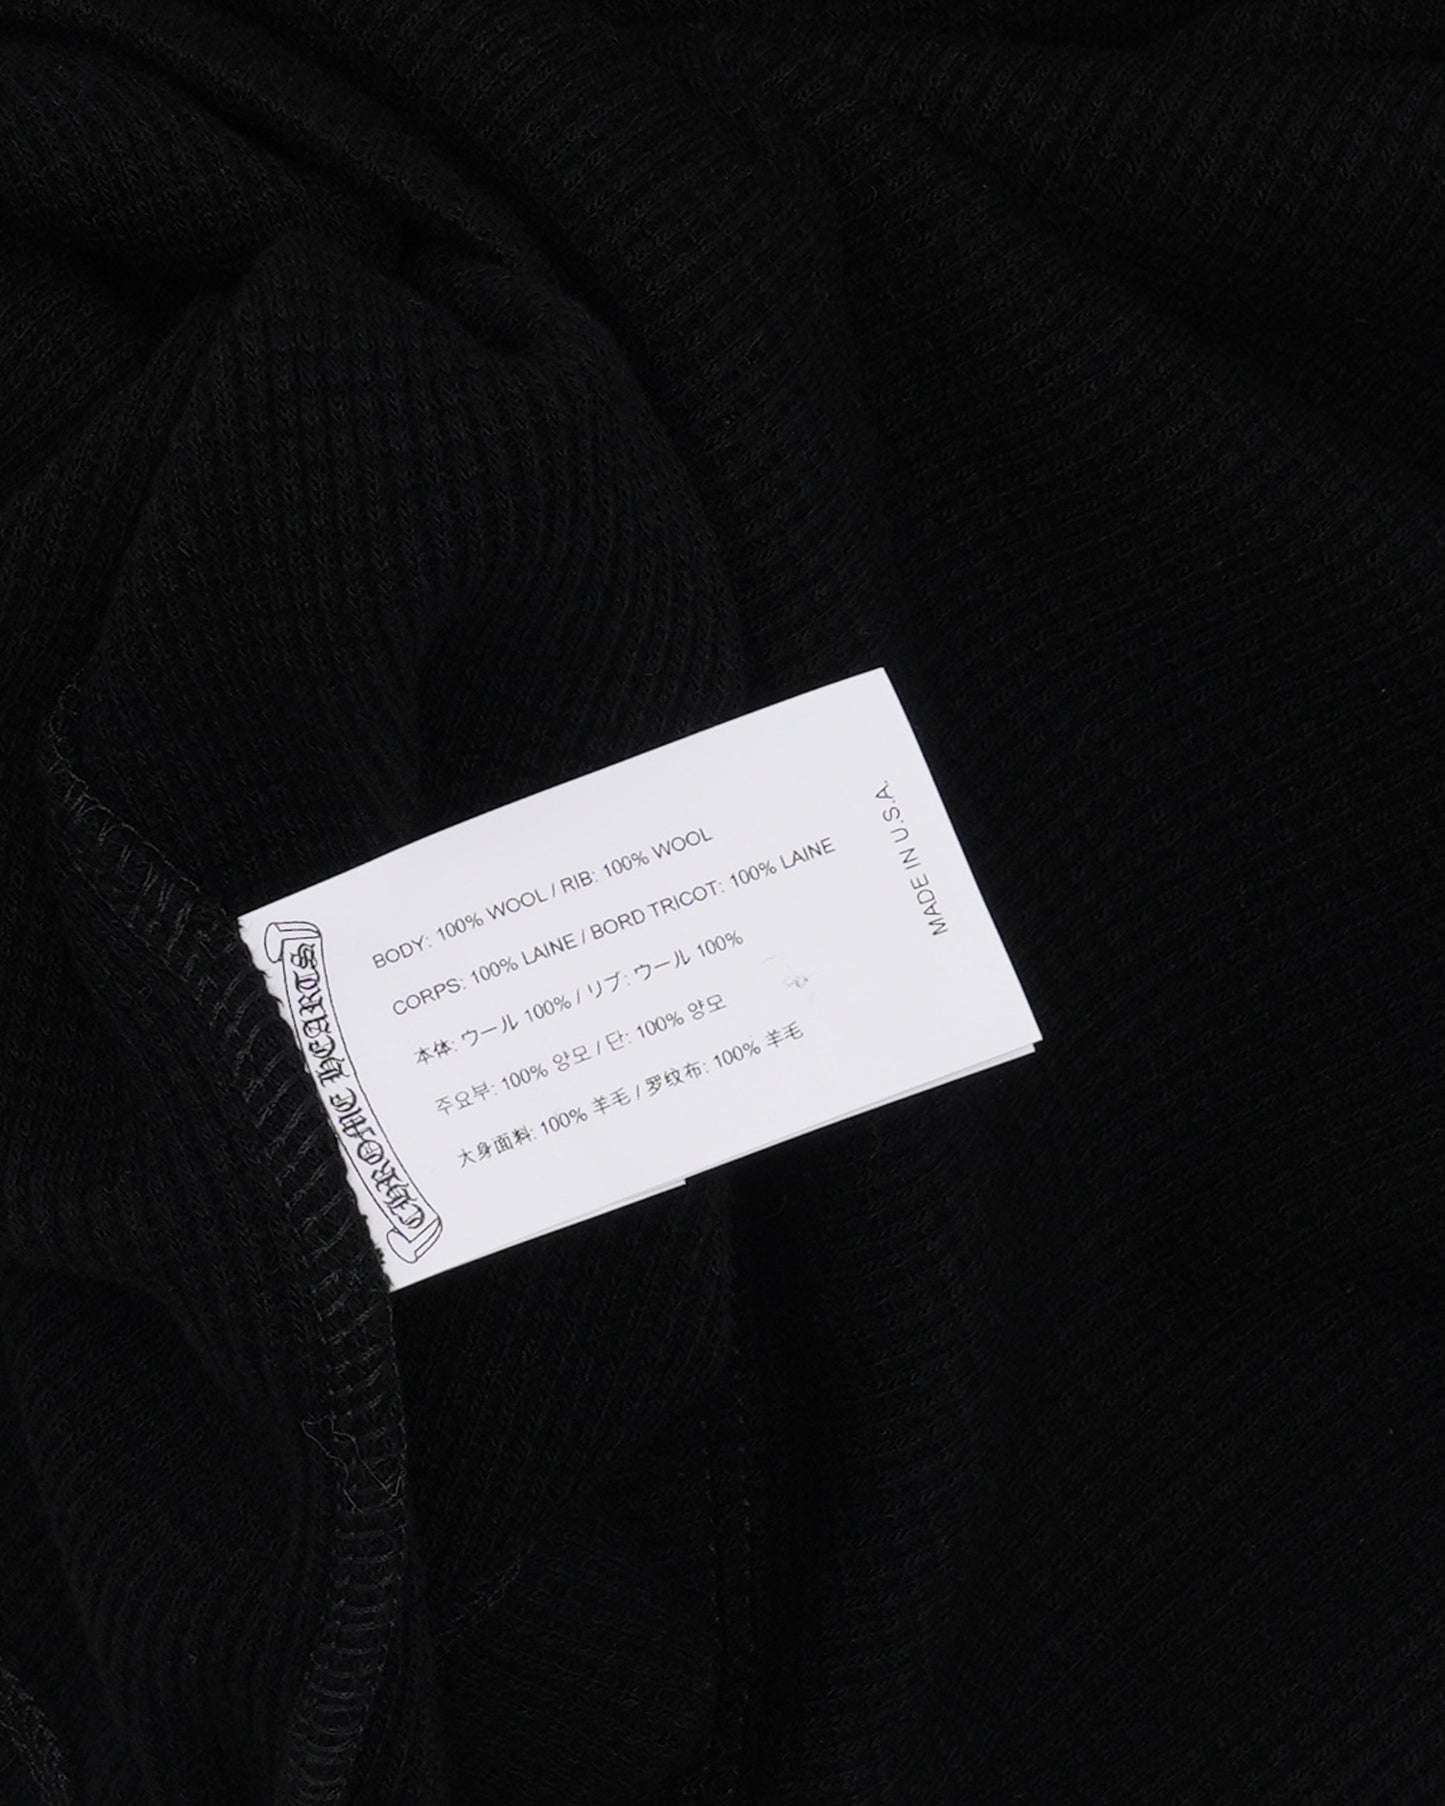 CHROME HEARTS
BODY: 100% WOOL / RIB: 100% WOOL
CORPS: 100% LAINE / BORD TRICOT: 100% LAINE
本体: ウール 100% / リブ: ウール 100%
주요부: 100% 양모 / 단: 100% 양모
大身面料: 100% 羊毛 / 罗纹布: 100% 羊毛
MADE IN U.S.A.